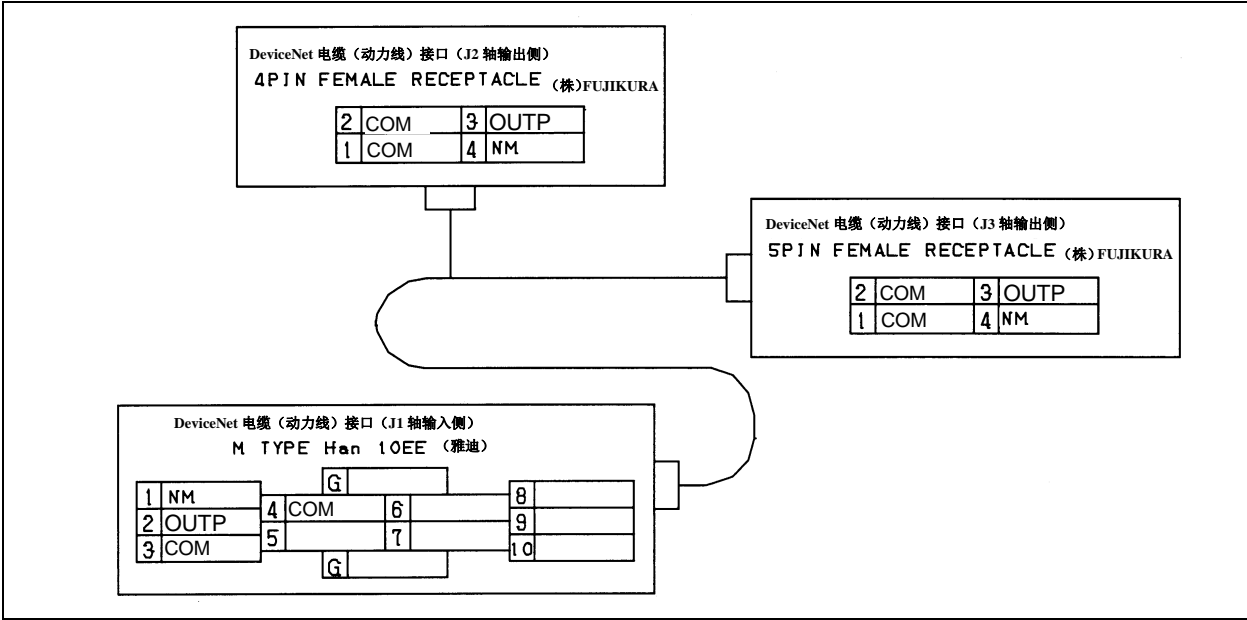 DeviceNet 电缆（动力线）接口（J2 轴输出侧）
4PIN FEMALE RECEPTACLE （株）FUJIKURA
2 COM 3 OUTP
1 COM 4 NM
DeviceNet 电缆（动力线）接口（J3 轴输出侧）
5PIN FEMALE RECEPTACLE （株）FUJIKURA
2 COM 3 OUTP
1 COM 4 NM
DeviceNet 电缆（动力线）接口（J1 轴输入侧）
M TYPE Han 10EE （雅迪）
G
1 NM
2 OUTP
3 COM
4 COM 6
5 7
8
9
10
G